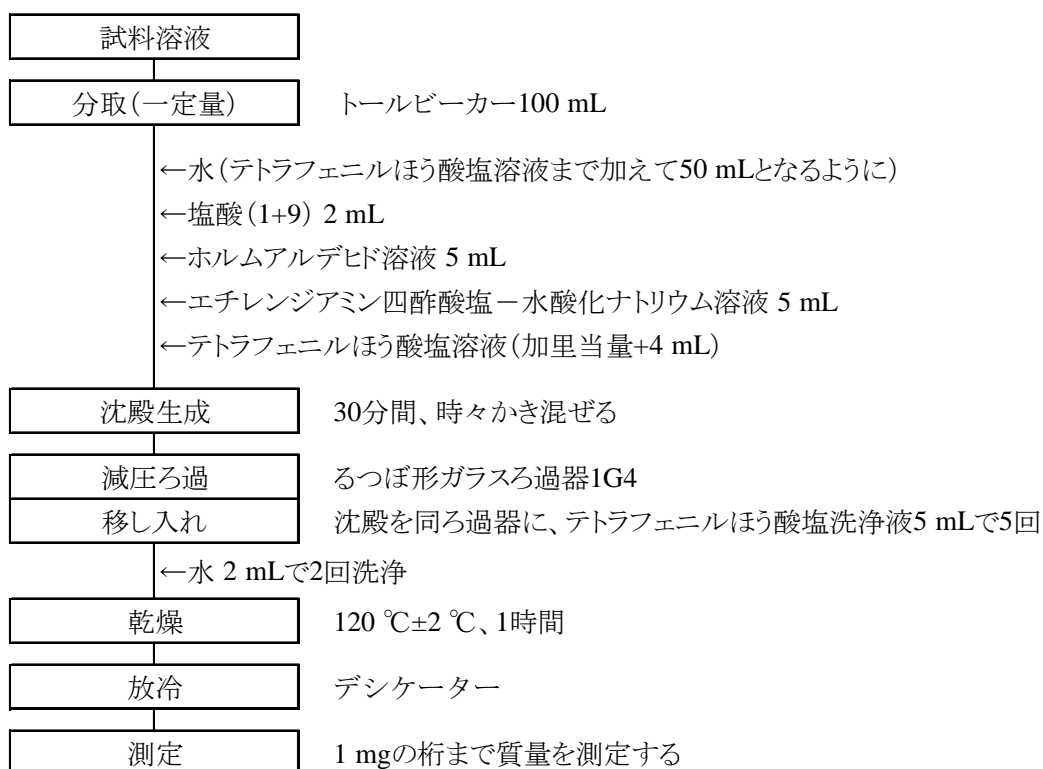 試料溶液
分取(一定量) トールビーカー100 mL
←水(テトラフェニルほう酸塩溶液まで加えて50 mLとなるように)
←塩酸(1+9) 2 mL
←ホルムアルデヒド溶液 5 mL
←エチレンジアミン四酢酸塩－水酸化ナトリウム溶液 5 mL
←テトラフェニルほう酸塩溶液(加里当量+4 mL)
沈殿生成 30分間、時々かき混ぜる
減圧ろ過 るつぼ形ガラスろ過器1G4
移し入れ 沈殿を同ろ過器に、テトラフェニルほう酸塩洗浄液5 mLで5回
←水 2 mLで2回洗浄
乾燥 120 ℃±2 ℃、1時間
放冷 デシケーター
測定 1 mgの桁まで質量を測定する